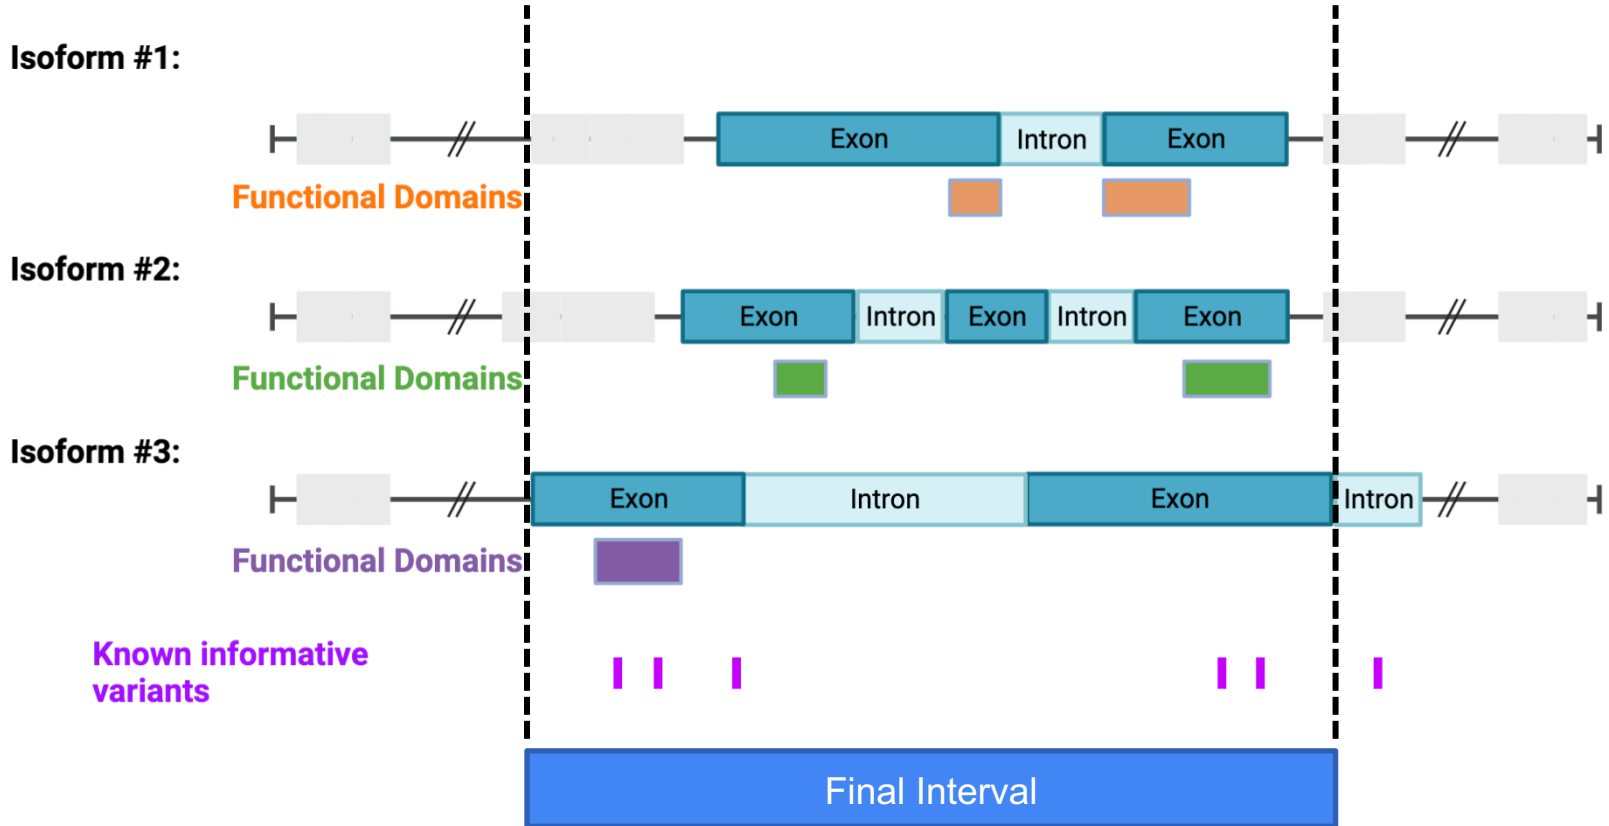 Isoform #1:
Exon Intron Exon
Functional Domains
Isoform #2:
Exon Intron Exon Intron Exon
Functional Domains
Isoform #3:
Exon Intron Exon Intron
Functional Domains
Known informative
variants
Final Interval